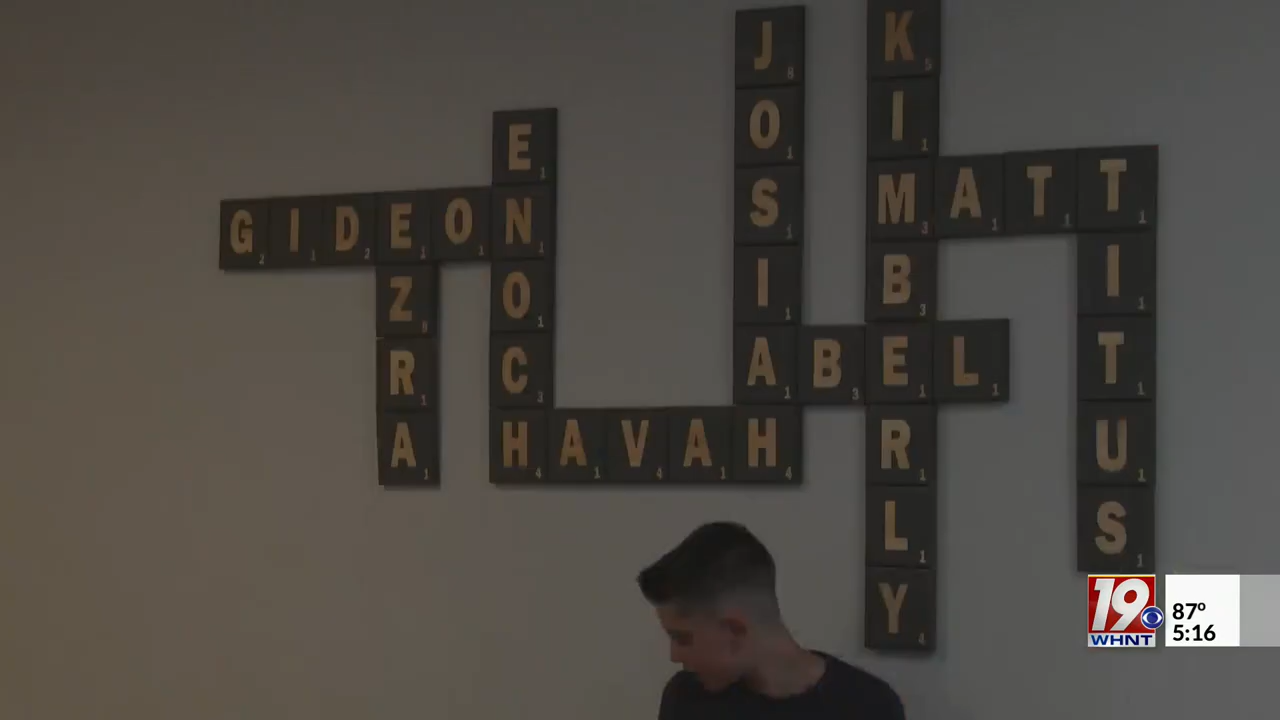 GIDEON
EZRA
ENOCH
HAVAH
JOSIAH
ABEL
KIMBERLY
MATT
TITUS
19
WHNT
87°
5:16